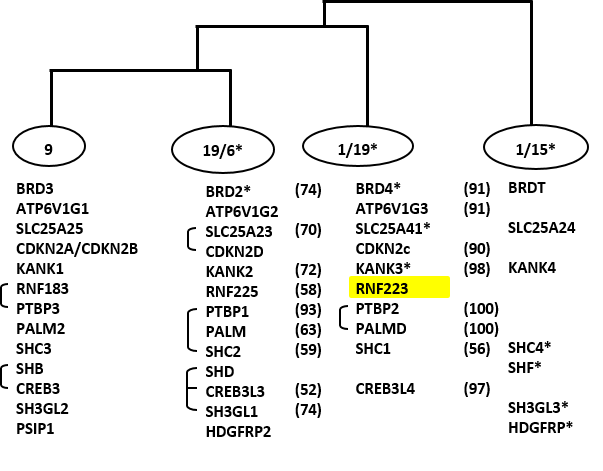 9 19/6* 1/19* 1/15*
BRD3 BRD2* (74) BRD4* (91) BRDT
ATP6V1G1 ATP6V1G2 ATP6V1G3 (91)
SLC25A25 SLC25A23 (70) SLC25A41* SLC25A24
CDKN2A/CDKN2B CDKN2D CDKN2c (90)
KANK1 KANK2 (72) KANK3* (98) KANK4
RNF183 RNF225 (58) RNF223
PTBP3 PTBP1 (93) PTBP2 (100)
PALM2 PALM (63) PALMD (100)
SHC3 SHC2 (59) SHC1 (56) SHC4*
SHB SHD SHF*
CREB3 CREB3L3 (52) CREB3L4 (97)
SH3GL2 SH3GL1 (74) SH3GL3*
PSIP1 HDGFRP2 HDGFRP*